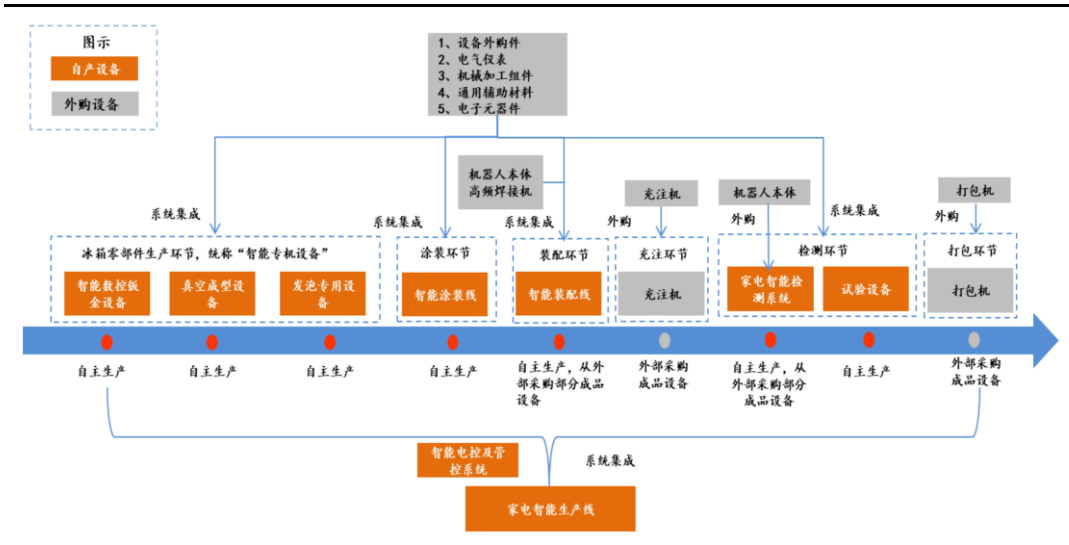 图示
自产设备
外购设备
1、设备外购件
2、电气仪表
3、机械加工组件
4、通用辅助材料
5、电子元器件
机器人本体
高频焊接机
充注机
机器人本体
打包机
系统集成
系统集成
系统集成
外购
外购
系统集成
外购
冰箱零部件生产环节，统称“智能专机设备”
智能数控钣
金设备
真空成型设
备
发泡专用设
备
涂装环节
智能涂装线
装配环节
智能装配线
充注环节
充注机
检测环节
家电智能检
测系统
试验设备
打包环节
打包机
自主生产
自主生产
自主生产
自主生产
自主生产，从外
部采购部分成品
设备
外部采购
成品设备
自主生产，从
外部采购部分
成品设备
自主生产
外部采购
成品设备
智能电控及管
控系统
系统集成
家电智能生产线